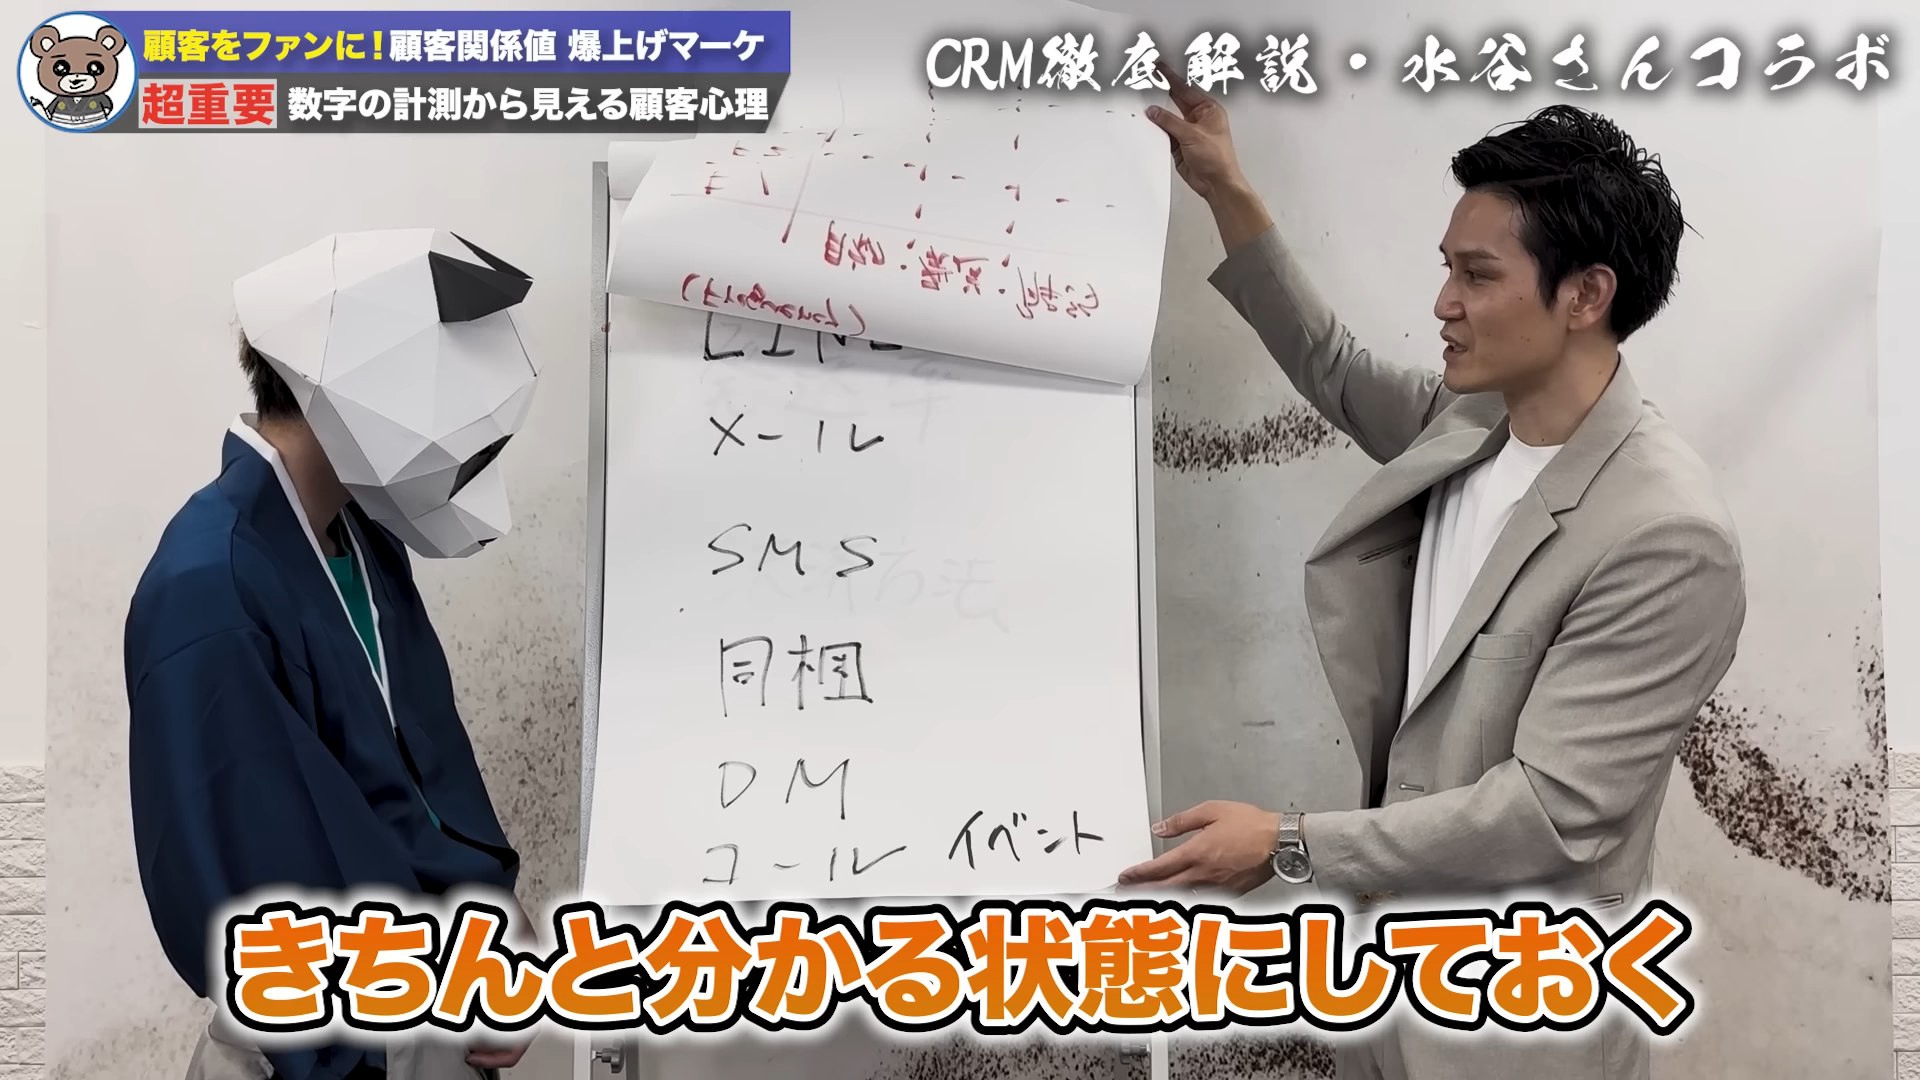 顧客をファンに！顧客関係値 爆上げマーケ
超重要 数字の計測から見える顧客心理
CRM徹底解説・水谷さんコラボ
(Frequency)
LINE
メール
SMS
同梱
DM
コール イベント
きちんと分かる状態にしておく